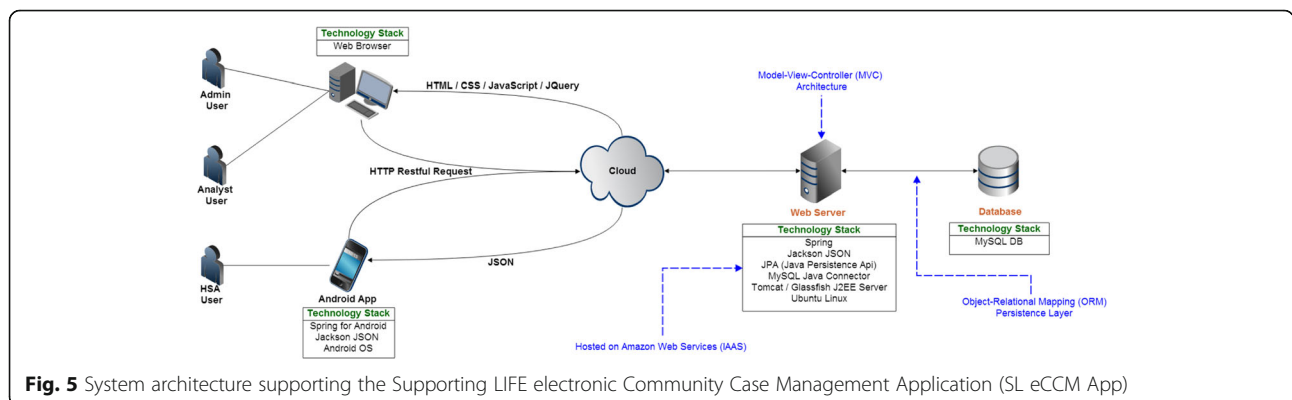 Technology Stack
Web Browser
Admin
User
HTML / CSS / JavaScript / JQuery
Model-View-Controller (MVC)
Architecture
Analyst
User
HTTP Restful Request
Cloud
Web Server
Technology Stack
Spring
Jackson JSON
JPA (Java Persistence Api)
MySQL Java Connector
Tomcat / Glassfish J2EE Server
Ubuntu Linux
Database
Technology Stack
MySQL DB
HSA
User
JSON
Android App
Technology Stack
Spring for Android
Jackson JSON
Android OS
Hosted on Amazon Web Services (IAAS)
Object-Relational Mapping (ORM)
Persistence Layer
Fig. 5 System architecture supporting the Supporting LIFE electronic Community Case Management Application (SL eCCM App)